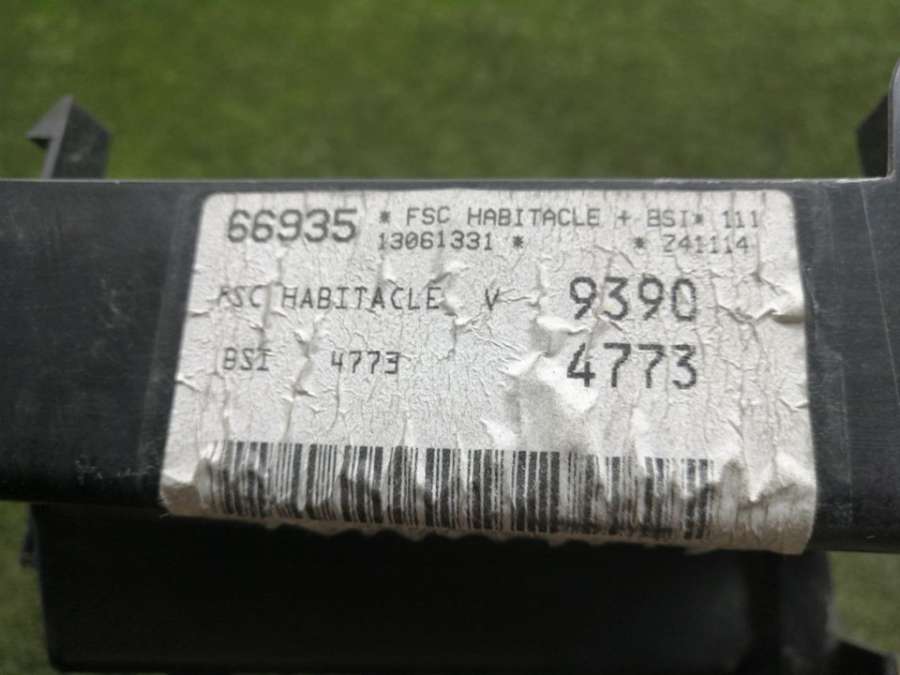 66935 * FSC HABITACLE + BSI* 111
13061331 * * 241114
FSC HABITACLE V 9390
BSI 4773 4773